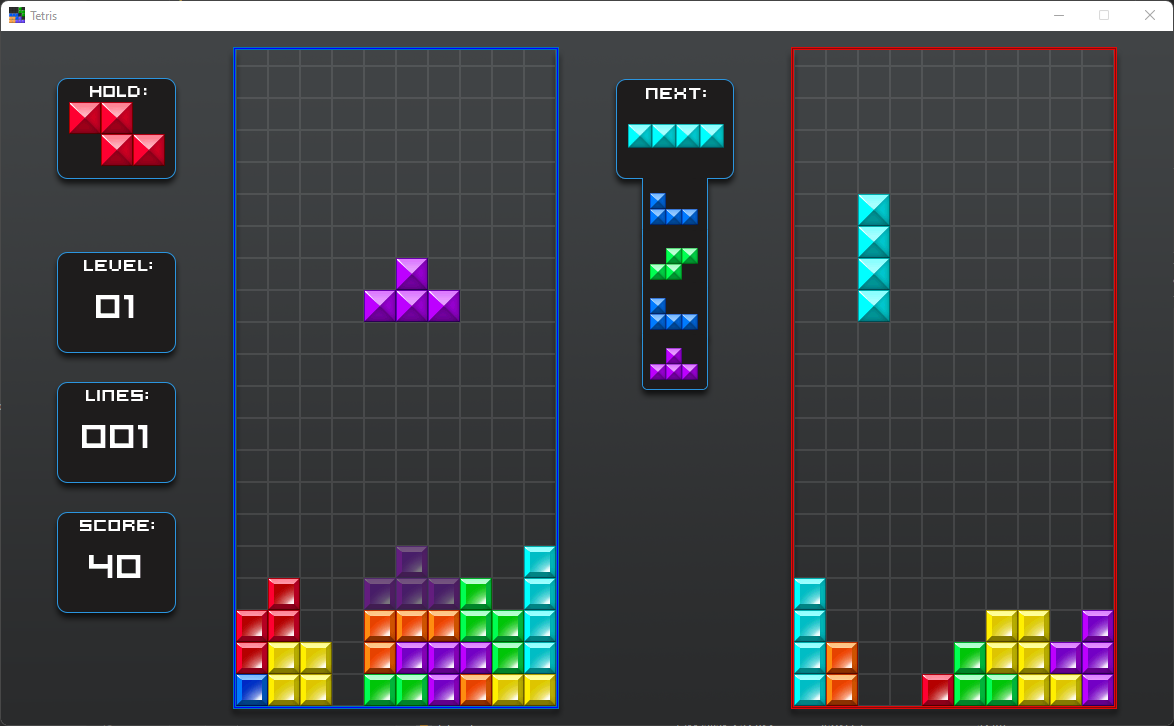 Tetris
HOLD:
NEXT:
LEVEL:
01
LINES:
001
SCORE:
40